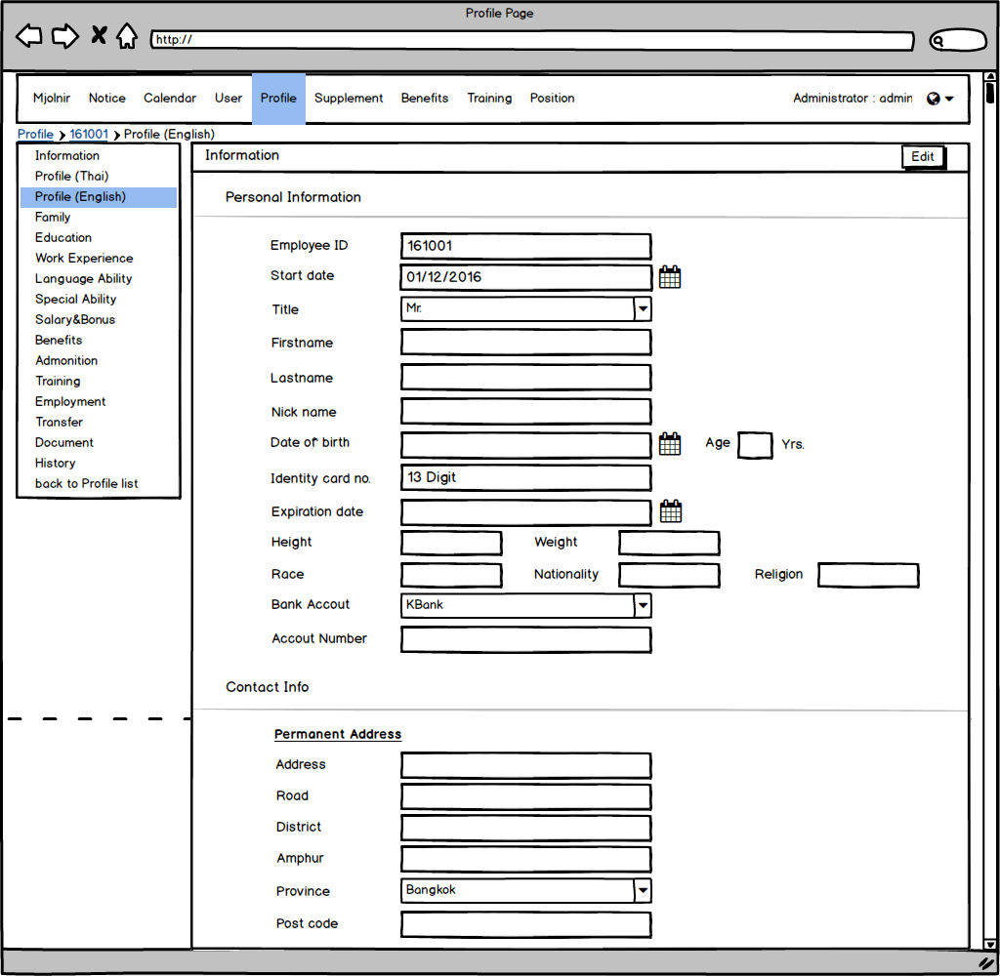 Profile Page
http://
Mjolnir Notice Calendar User Profile Supplement Benefits Training Position Administrator : admin
Profile 161001 Profile (English)
Information
Profile (Thai)
Profile (English)
Family
Education
Work Experience
Language Ability
Special Ability
Salary&Bonus
Benefits
Admonition
Training
Employment
Transfer
Document
History
back to Profile list
Information Edit
Personal Information
Employee ID 161001
Start date 01/12/2016
Title Mr.
Firstname
Lastname
Nick name
Date of birth Age Yrs.
Identity card no. 13 Digit
Expiration date
Height Weight
Race Nationality Religion
Bank Accout KBank
Accout Number
Contact Info
Permanent Address
Address
Road
District
Amphur
Province Bangkok
Post code